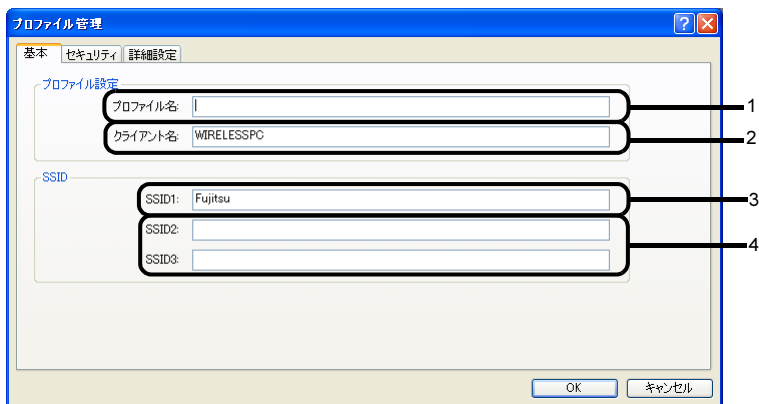 プロファイル管理
基本 セキュリティ 詳細設定
プロファイル設定
プロファイル名: 1
クライアント名: WIRELESSPC 2
SSID
SSID1: Fujitsu 3
SSID2:
4
SSID3:
OK キャンセル